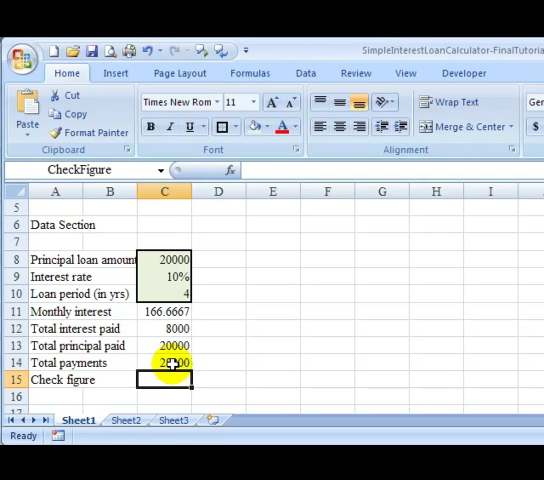 SimpleInterestLoanCalculator-FinalTutoria
Home Insert Page Layout Formulas Data Review View Developer
Paste Cut Copy Format Painter
Times New Rom 11 A A
B I U A
Wrap Text
Merge & Center
Gen
$
Clipboard Font Alignment
CheckFigure fx
A B C D E F G H I
5
6 Data Section
7
8 Principal loan amoun 20000
9 Interest rate 10%
10 Loan period (in yrs) 4
11 Monthly interest 166.6667
12 Total interest paid 8000
13 Total principal paid 20000
14 Total payments
15 Check figure
16
17
Sheet1 Sheet2 Sheet3
Ready